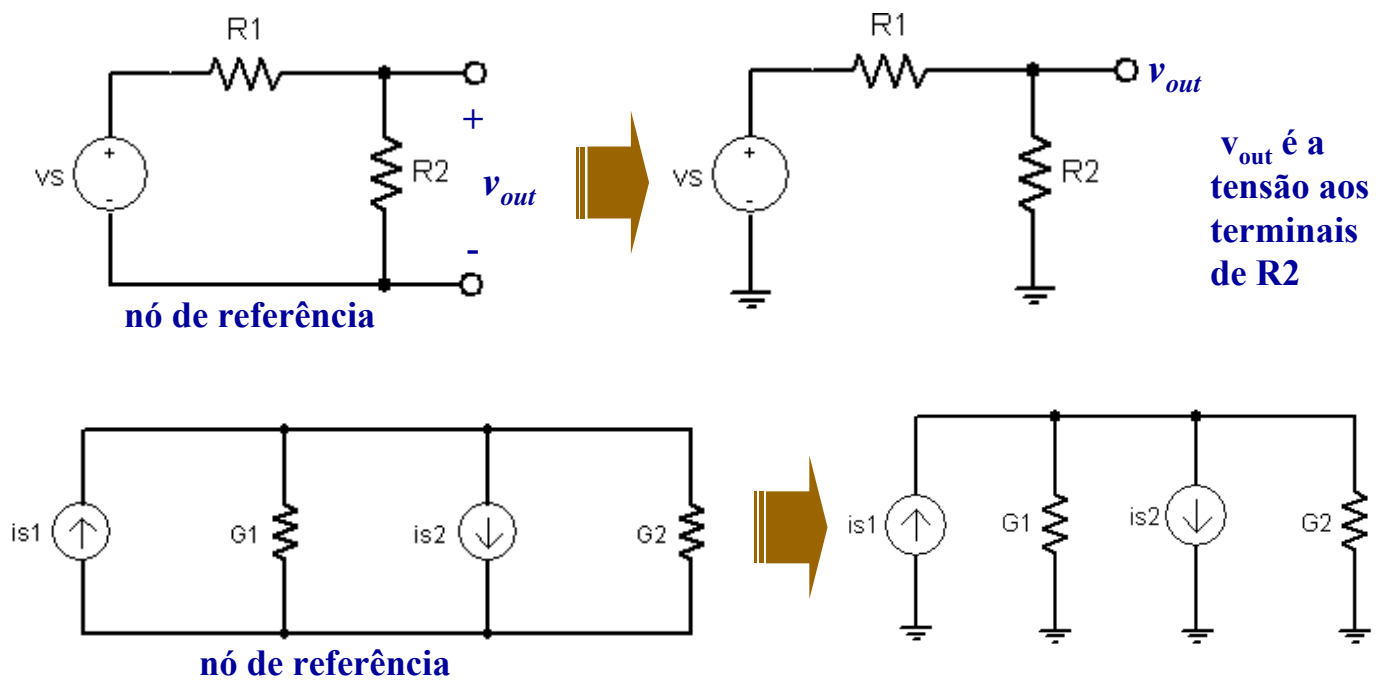 R1
+
-
vs
R2
+
vout
-
nó de referência
R1
vout
+
-
vs
R2
vout é a
tensão aos
terminais
de R2
is1
G1
is2
G2
nó de referência
is1
G1
is2
G2